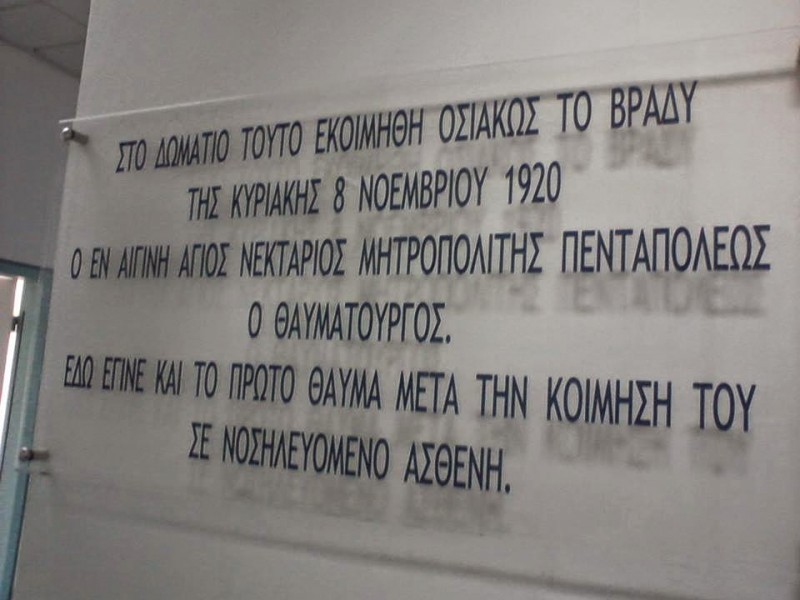 ΣΤΟ ΔΩΜΑΤΙΟ ΤΟΥΤΟ ΕΚΟΙΜΗΘΗ ΟΣΙΑΚΩΣ ΤΟ ΒΡΑΔΥ
ΤΗΣ ΚΥΡΙΑΚΗΣ 8 ΝΟΕΜΒΡΙΟΥ 1920
Ο ΕΝ ΑΙΓΙΝΗ ΑΓΙΟΣ ΝΕΚΤΑΡΙΟΣ ΜΗΤΡΟΠΟΛΙΤΗΣ ΠΕΝΤΑΠΟΛΕΩΣ
Ο ΘΑΥΜΑΤΟΥΡΓΟΣ.
ΕΔΩ ΕΓΙΝΕ ΚΑΙ ΤΟ ΠΡΩΤΟ ΘΑΥΜΑ ΜΕΤΑ ΤΗΝ ΚΟΙΜΗΣΗ ΤΟΥ
ΣΕ ΝΟΣΗΛΕΥΟΜΕΝΟ ΑΣΘΕΝΗ.